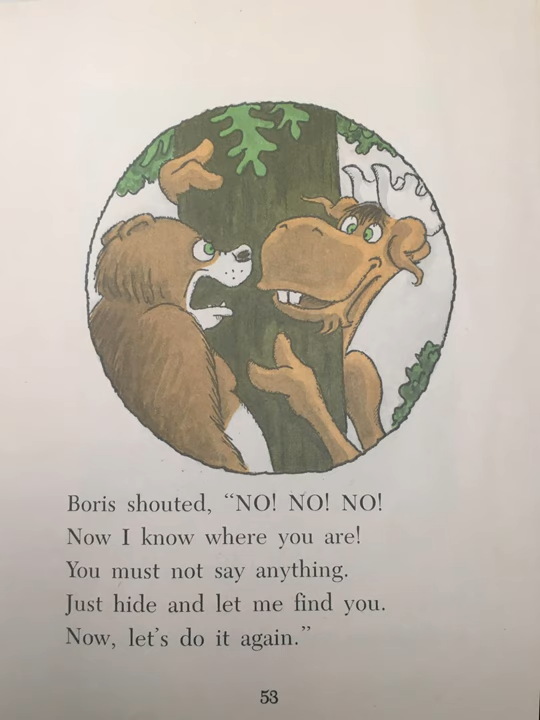 Boris shouted, “NO! NO! NO!
Now I know where you are!
You must not say anything.
Just hide and let me find you.
Now, let’s do it again.”
53